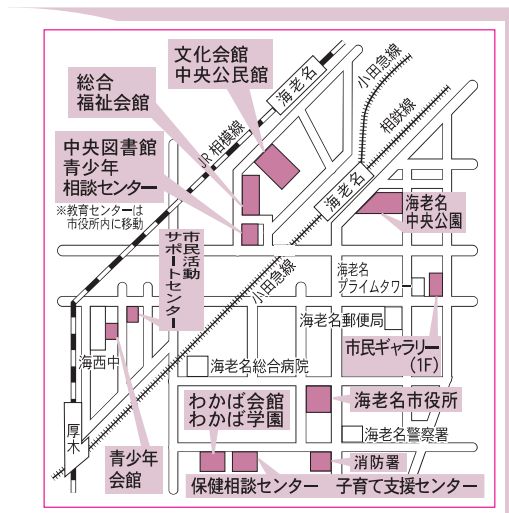 文化会館
中央公民館
海老名
小田急線
総合
福祉会館
JR相模線
相鉄線
中央図書館
青少年
相談センター
※教育センターは
市役所内に移動
海老名
海老名
中央公園
市民活動
サポートセンター
小田急線
海老名
プライムタワー
海老名郵便局
市民ギャラリー
(1F)
海西中
海老名総合病院
わかば会館
わかば学園
海老名市役所
厚木
海老名警察署
青少年
会館
消防署
保健相談センター
子育て支援センター